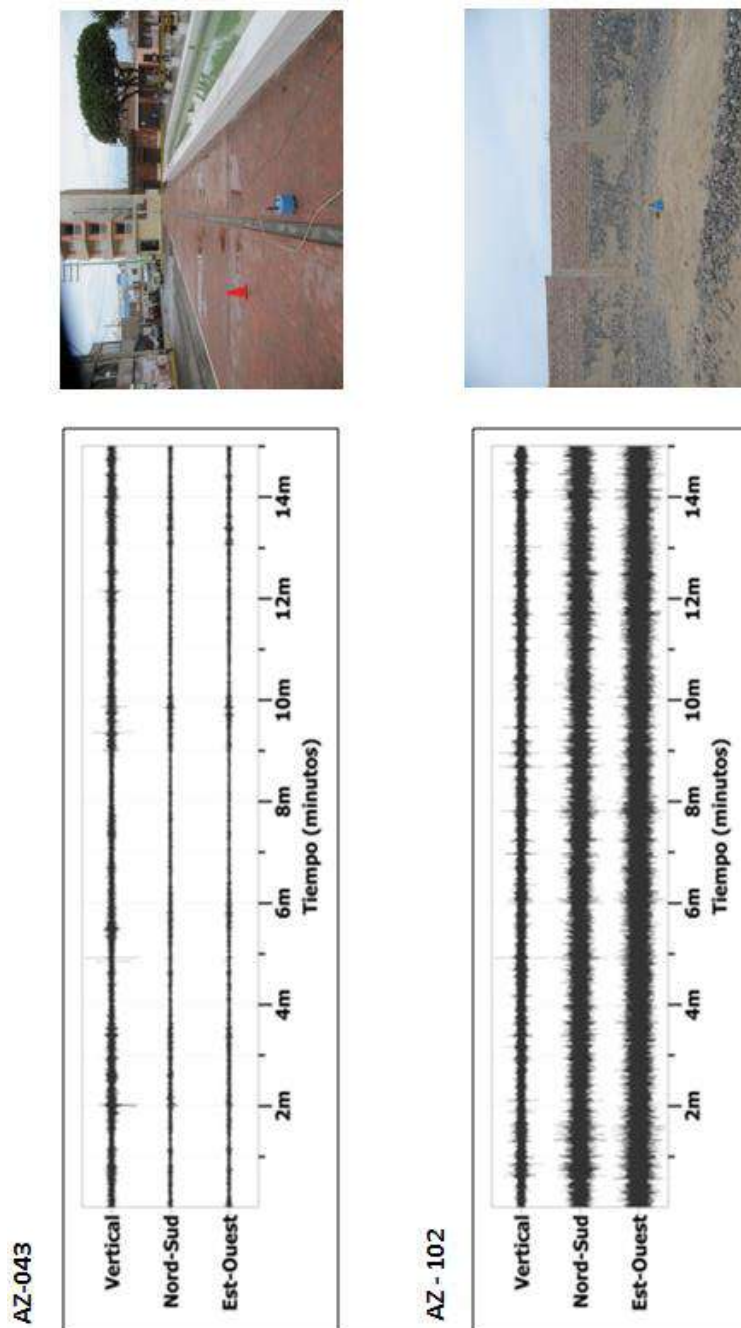 AZ-043
Vertical
Nord-Sud
Est-Ouest
2m 4m 6m 8m 10m 12m 14m
Tiempo (minutos)
AZ - 102
Vertical
Nord-Sud
Est-Ouest
2m 4m 6m 8m 10m 12m 14m
Tiempo (minutos)